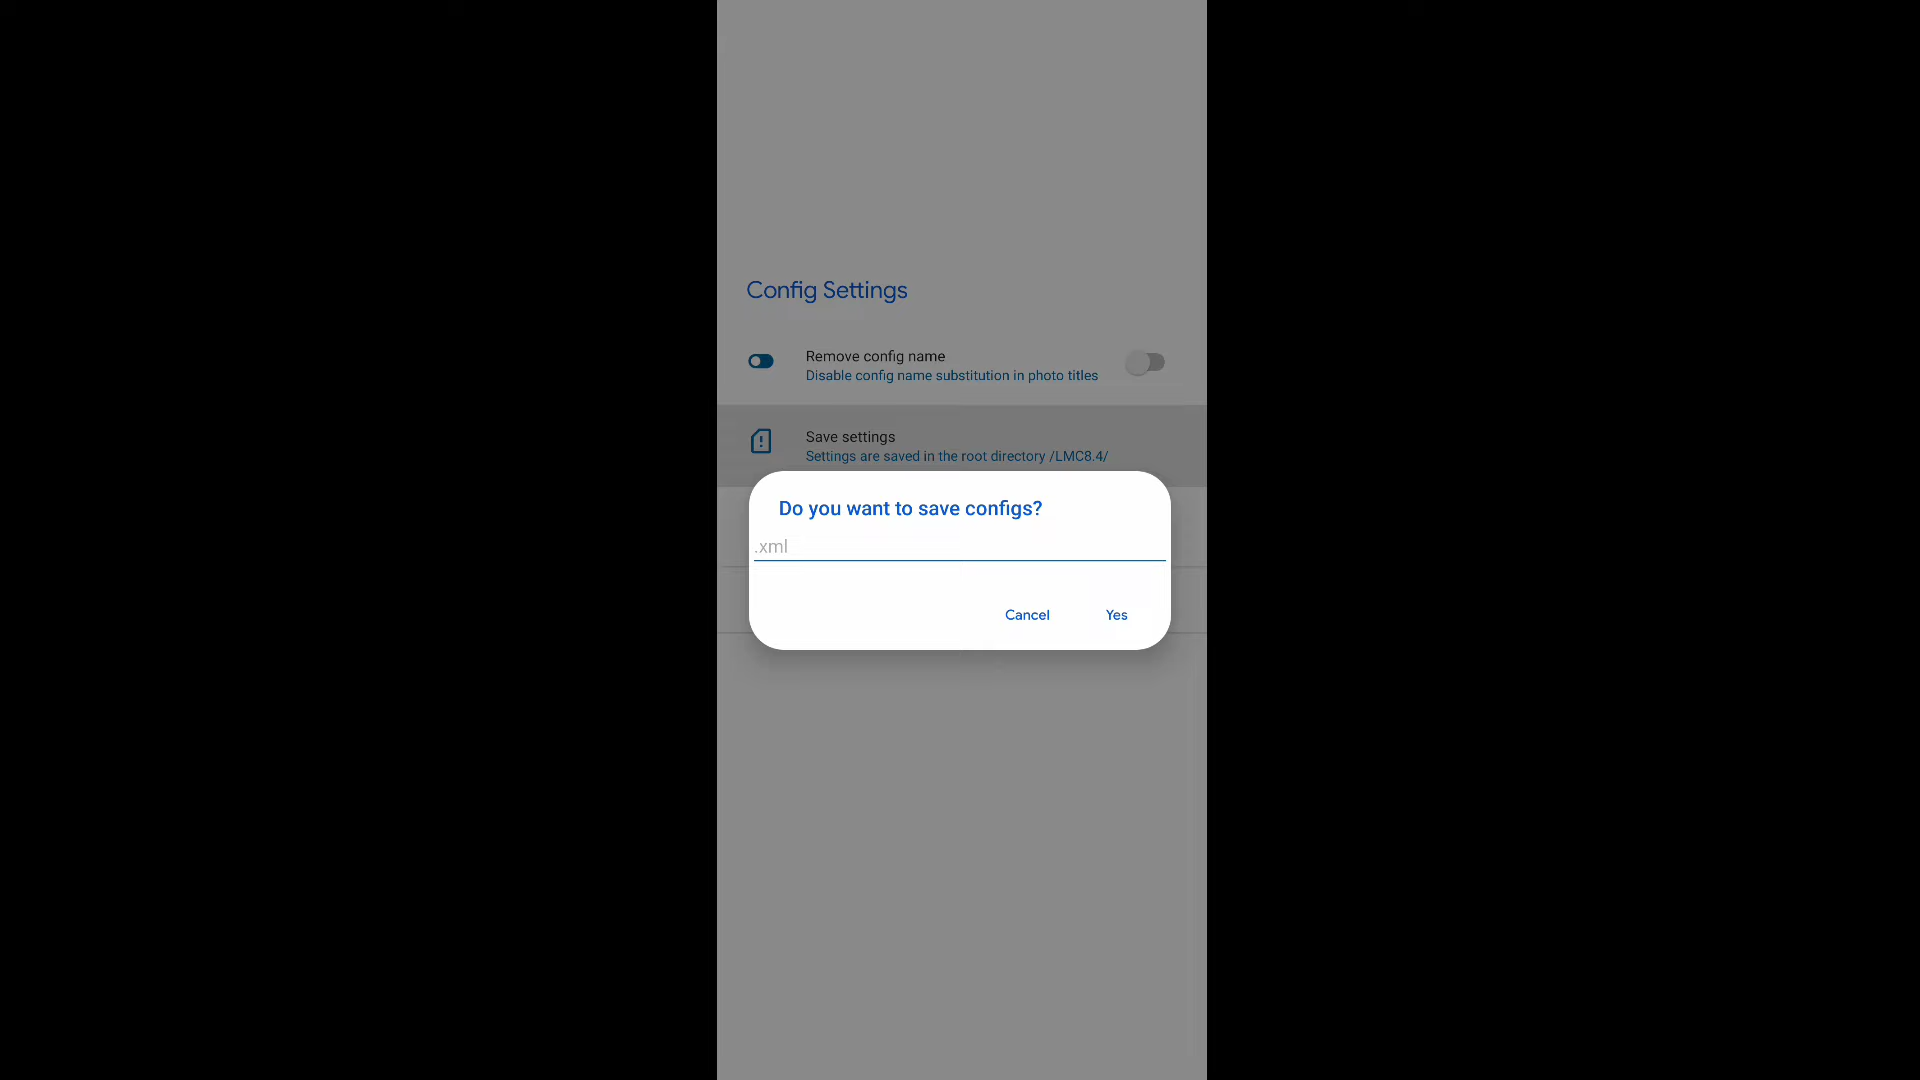 Config Settings
Remove config name
Disable config name substitution in photo titles
Save settings
Settings are saved in the root directory /LMC8.4/
Do you want to save configs?
.xml
Cancel Yes